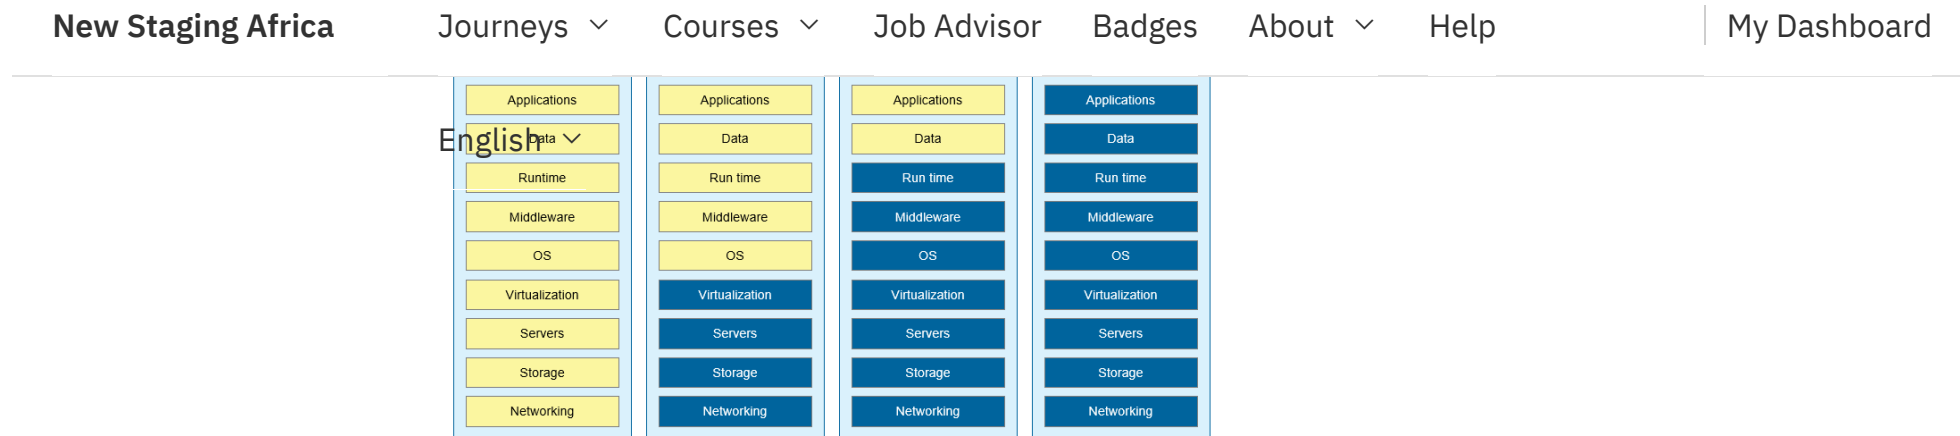 New Staging Africa Journeys Courses Job Advisor Badges About Help My Dashboard
Applications Applications Applications Applications
English
Data Data Data Data
Runtime Run time Run time Run time
Middleware Middleware Middleware Middleware
OS OS OS OS
Virtualization Virtualization Virtualization Virtualization
Servers Servers Servers Servers
Storage Storage Storage Storage
Networking Networking Networking Networking